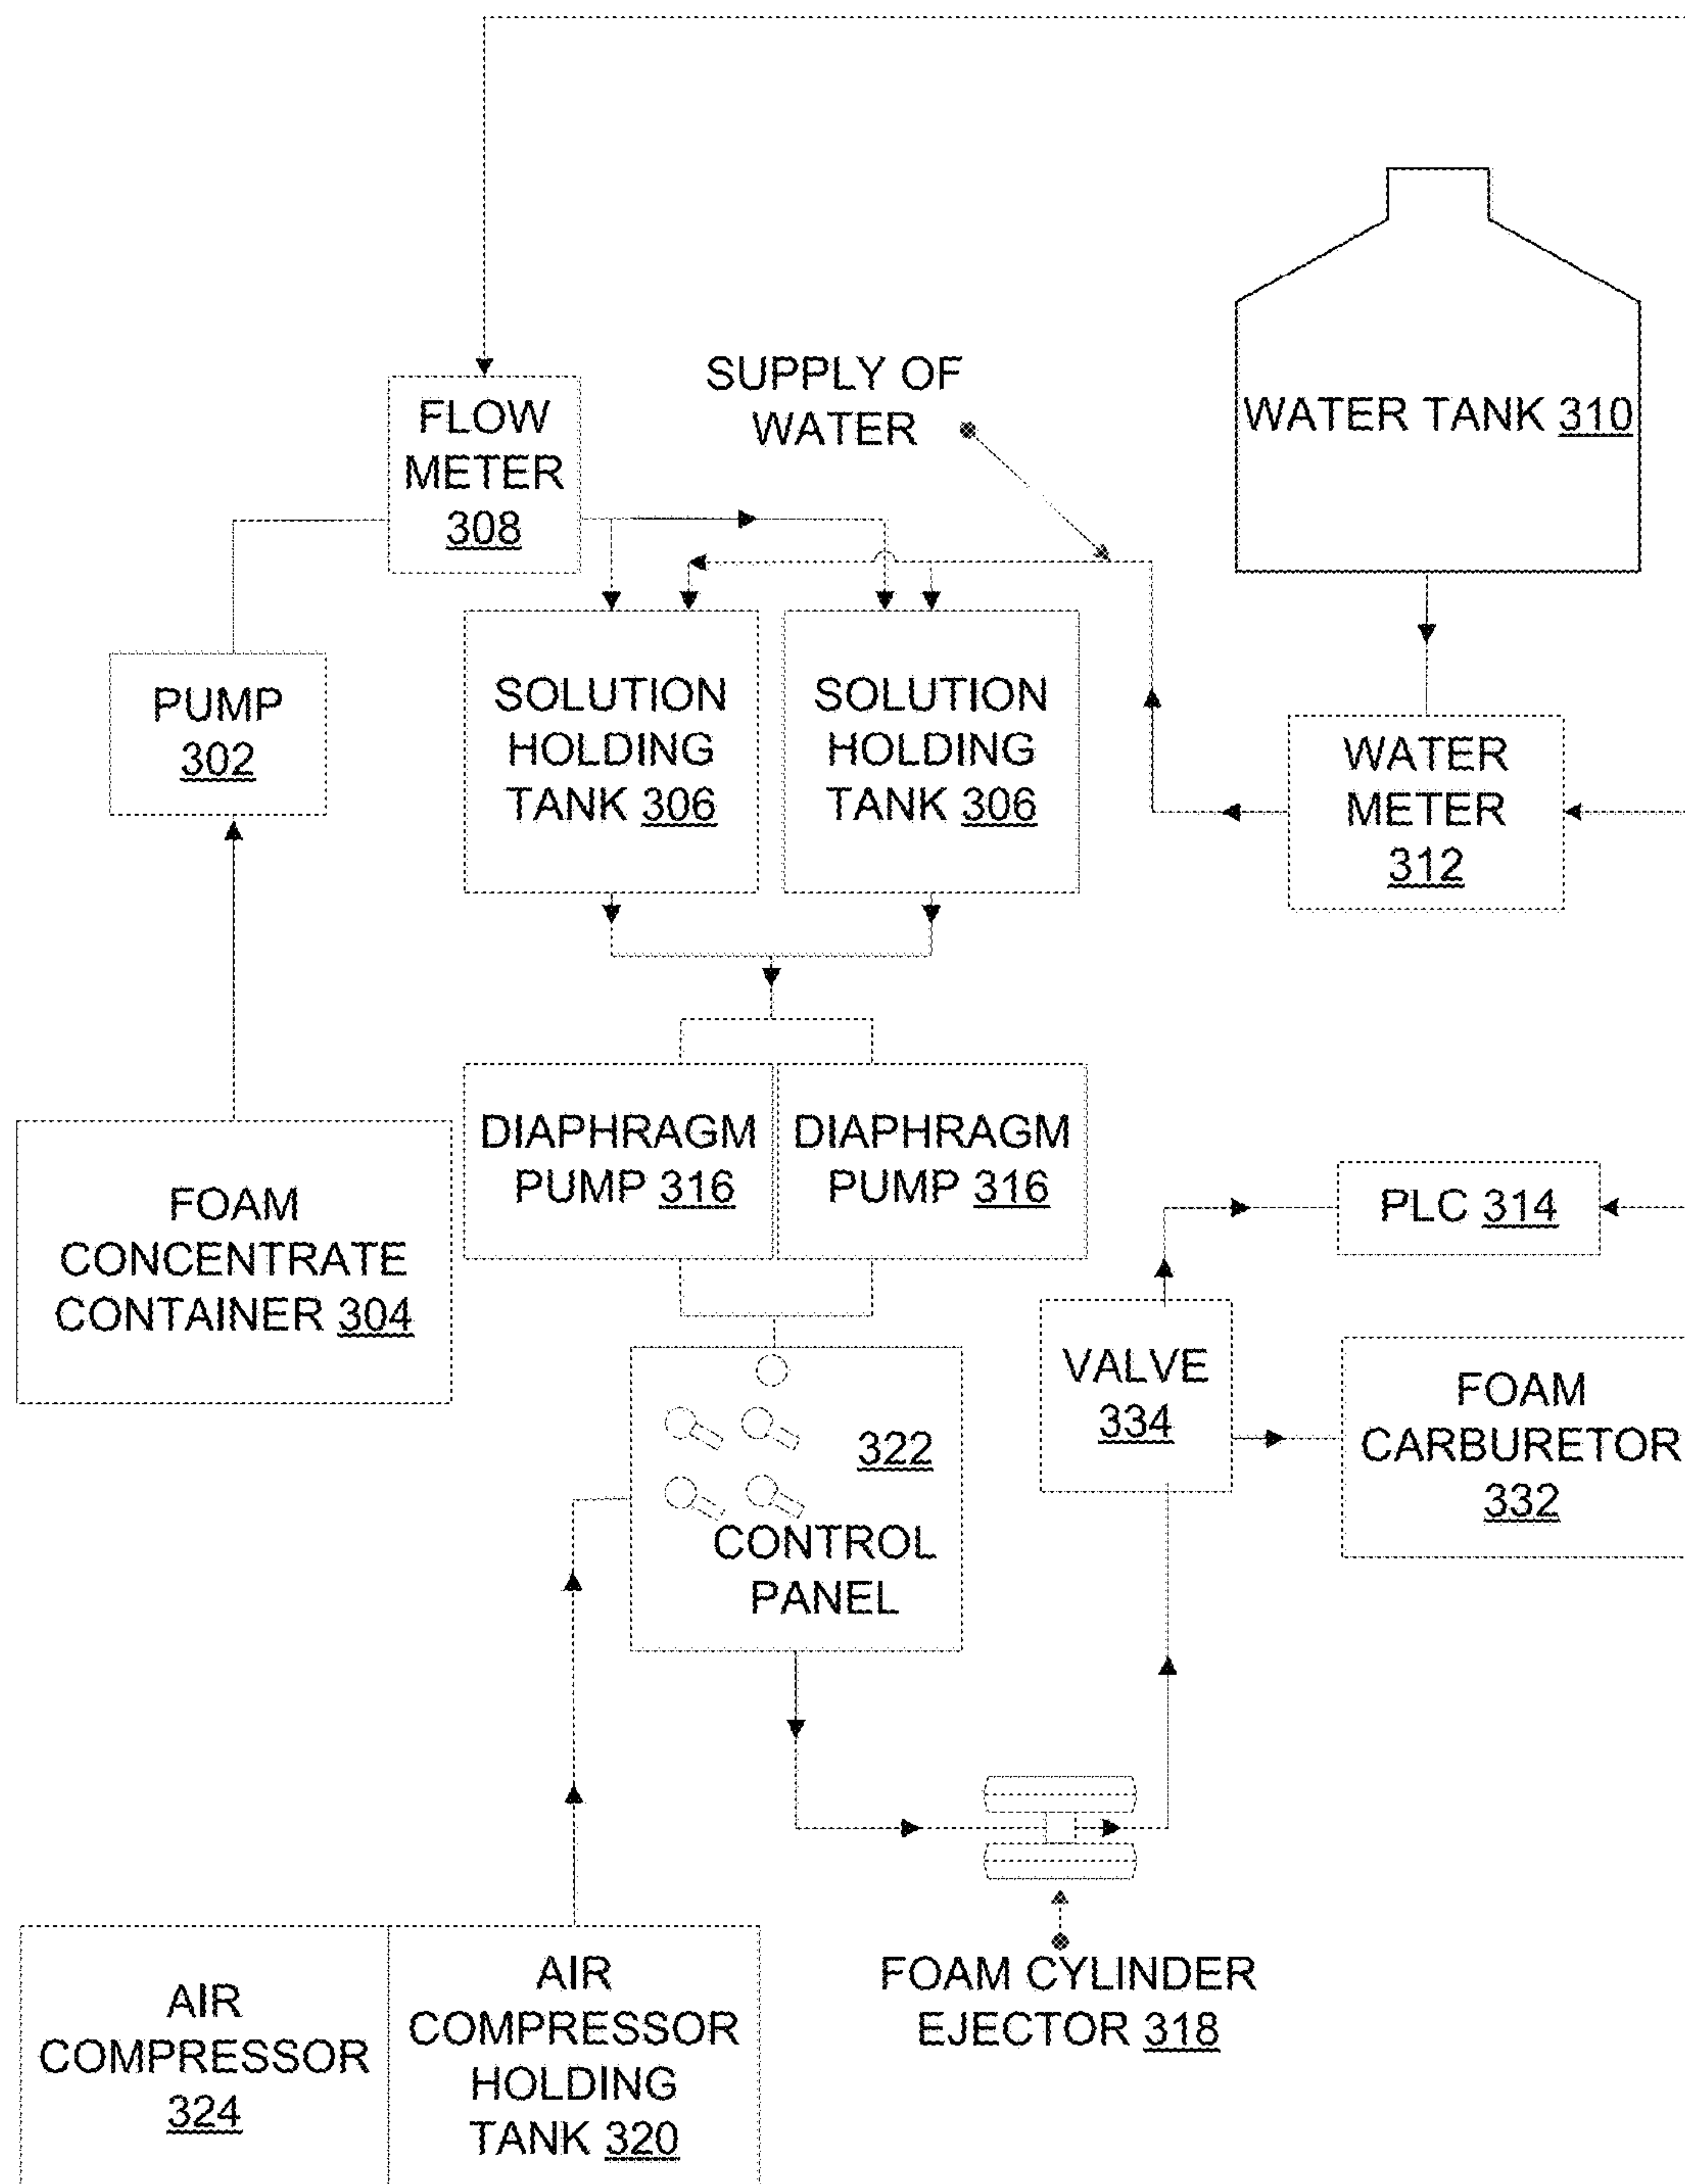 SUPPLY OF
WATER
WATER TANK 310
FLOW
METER
308
PUMP
302
SOLUTION
HOLDING
TANK 306
SOLUTION
HOLDING
TANK 306
WATER
METER
312
DIAPHRAGM
PUMP 316
DIAPHRAGM
PUMP 316
FOAM
CONCENTRATE
CONTAINER 304
PLC 314
VALVE
334
FOAM
CARBURETOR
332
322
CONTROL
PANEL
FOAM CYLINDER
EJECTOR 318
AIR
COMPRESSOR
324
AIR
COMPRESSOR
HOLDING
TANK 320